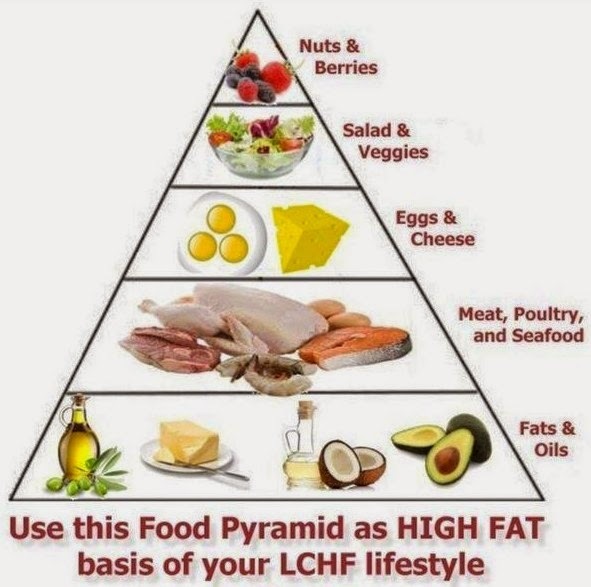 Nuts &
Berries
Salad &
Veggies
Eggs &
Cheese
Meat, Poultry,
and Seafood
Fats &
Oils
Use this Food Pyramid as HIGH FAT
basis of your LCHF lifestyle